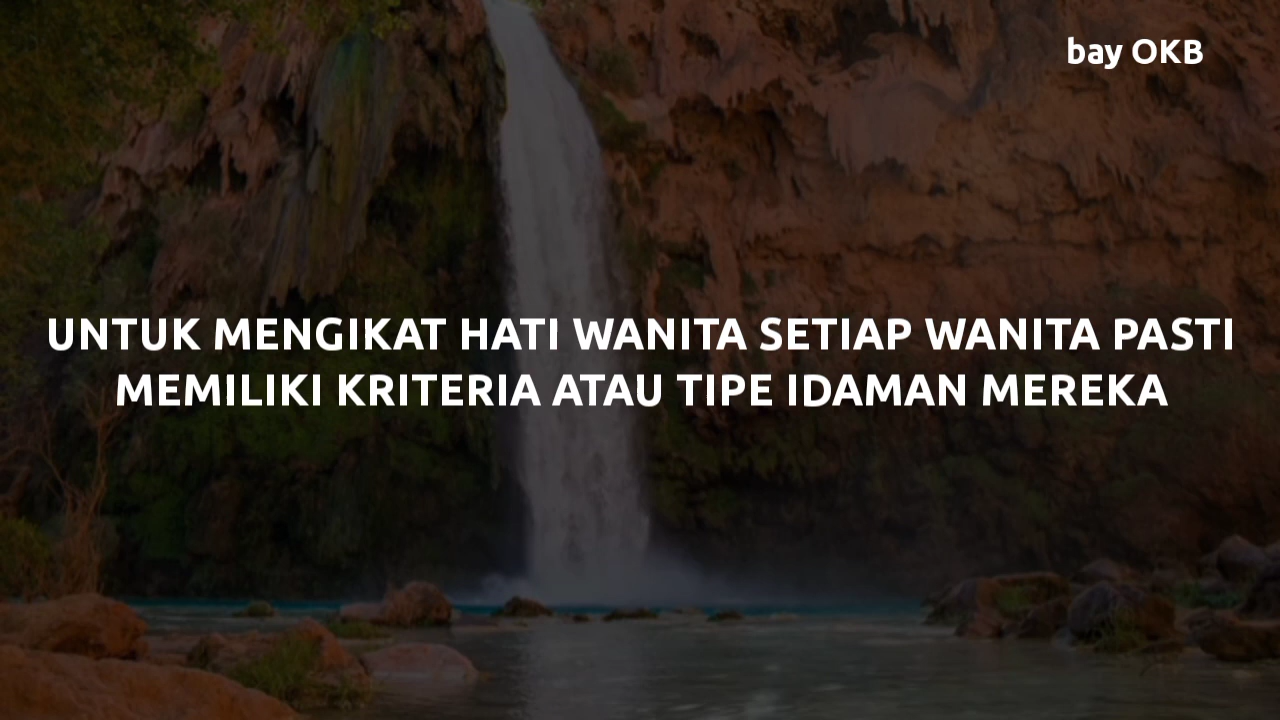 bay OKB
UNTUK MENGIKAT HATI WANITA SETIAP WANITA PASTI
MEMILIKI KRITERIA ATAU TIPE IDAMAN MEREKA